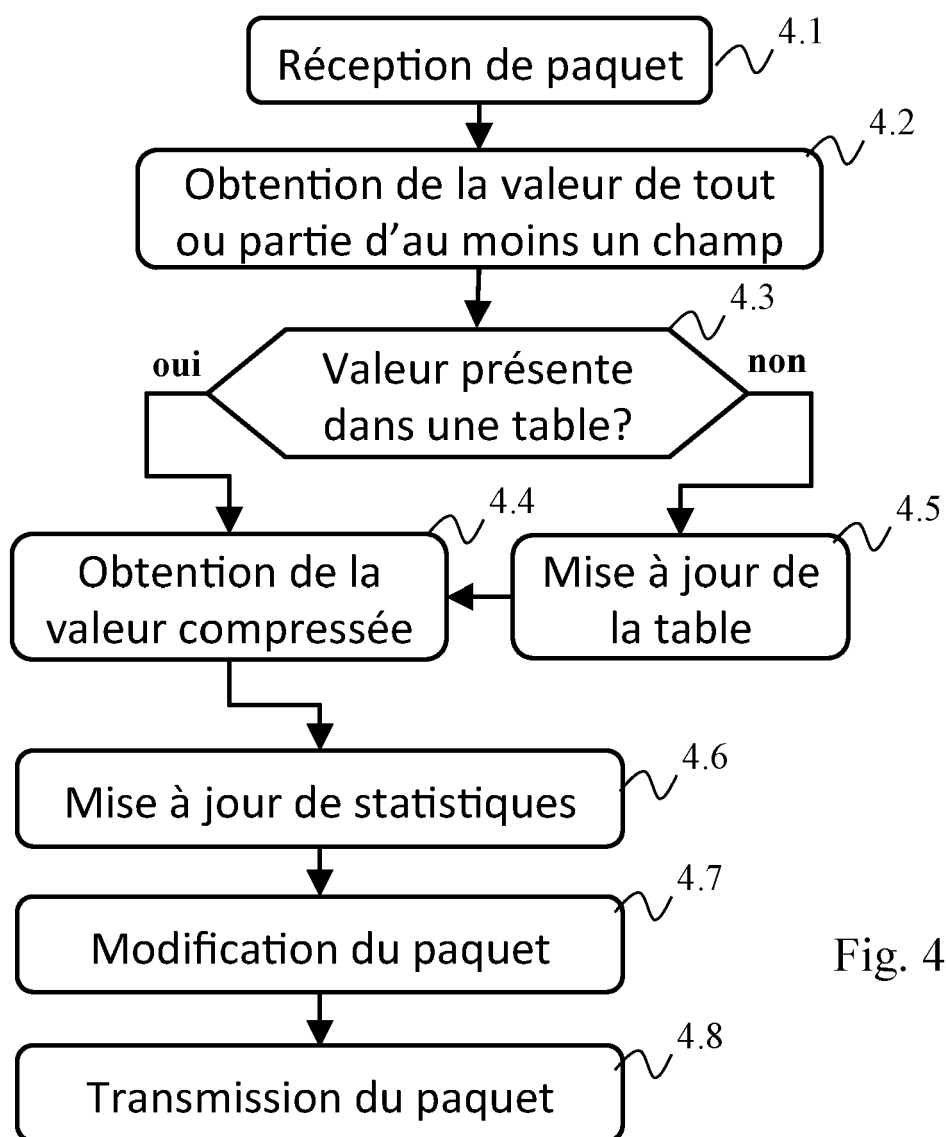 4.1
Réception de paquet
4.2
Obtention de la valeur de tout
ou partie d'au moins un champ
4.3
oui
non
Valeur présente
dans une table?
4.4
4.5
Obtention de la
valeur compressée
Mise à jour de
la table
4.6
Mise à jour de statistiques
4.7
Modification du paquet
Fig. 4
4.8
Transmission du paquet